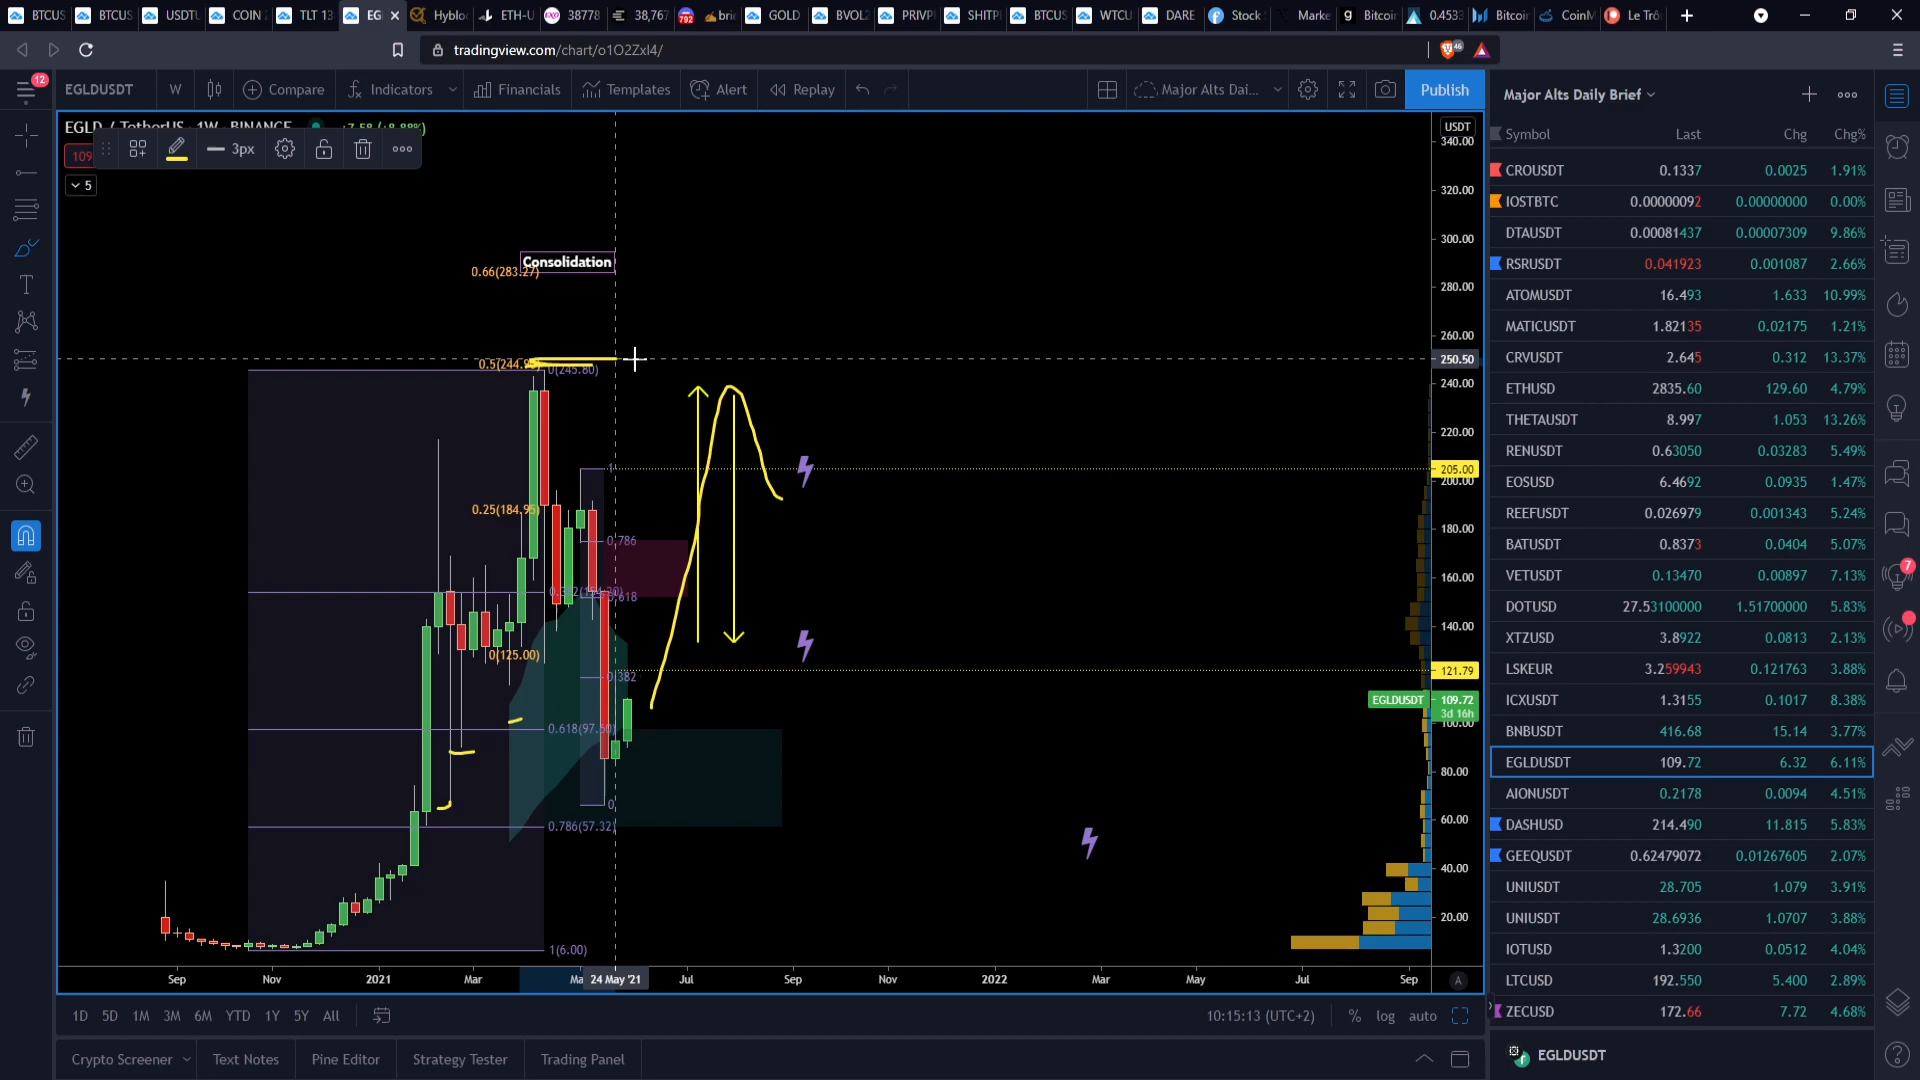 BTCUS BTCUS USDTL COIN TLT 13 EG Hyblo ETH-U 38778 38,767 792 brie GOLD BVOL PRIVPE SHITPI BTCUS WTCU DARE Stock Marke Bitcoi 0.4533 Bitcoi CoinM Le Trô
tradingview.com/chart/o1O2Zxl4/
46
12 EGLDUSDT W Compare Indicators Financials Templates Alert Replay Major Alts Dai... Publish
Major Alts Daily Brief
EGLD / TetherUS · 1W · BINANCE +7.58 (+8.88%)
109 3px
5
USDT
340.00
320.00
300.00
280.00
260.00
250.50
240.00
220.00
205.00
200.00
180.00
160.00
140.00
121.79
EGLDUSDT 109.72
3d 16h
100.00
80.00
60.00
40.00
20.00
Consolidation
0.66(283.27)
0(245.80)
1
0.25(184.95)
0.786
0.618
0(125.00)
0.382
0.618(97.60)
0
0.786(57.32)
1(6.00)
Sep Nov 2021 Mar 24 May '21 Jul Sep Nov 2022 Mar May Jul Sep A
1D 5D 1M 3M 6M YTD 1Y 5Y All 10:15:13 (UTC+2) % log auto
Crypto Screener Text Notes Pine Editor Strategy Tester Trading Panel
Symbol Last Chg Chg%
CROUSDT 0.1337 0.0025 1.91%
IOSTBTC 0.00000092 0.00000000 0.00%
DTAUSDT 0.00081437 0.00007309 9.86%
RSRUSDT 0.041923 0.001087 2.66%
ATOMUSDT 16.493 1.633 10.99%
MATICUSDT 1.82135 0.02175 1.21%
CRVUSDT 2.645 0.312 13.37%
ETHUSD 2835.60 129.60 4.79%
THETAUSDT 8.997 1.053 13.26%
RENUSDT 0.63050 0.03283 5.49%
EOSUSD 6.4692 0.0935 1.47%
REEFUSDT 0.026979 0.001343 5.24%
BATUSDT 0.8373 0.0404 5.07%
VETUSDT 0.13470 0.00897 7.13%
DOTUSD 27.53100000 1.51700000 5.83%
XTZUSD 3.8922 0.0813 2.13%
LSKEUR 3.259943 0.121763 3.88%
ICXUSDT 1.3155 0.1017 8.38%
BNBUSDT 416.68 15.14 3.77%
EGLDUSDT 109.72 6.32 6.11%
AIONUSDT 0.2178 0.0094 4.51%
DASHUSD 214.490 11.815 5.83%
GEEQUSDT 0.62479072 0.01267605 2.07%
UNIUSDT 28.705 1.079 3.91%
UNIUSDT 28.6936 1.0707 3.88%
IOTUSD 1.3200 0.0512 4.04%
LTCUSD 192.550 5.400 2.89%
ZECUSD 172.66 7.72 4.68%
EGLDUSDT
7